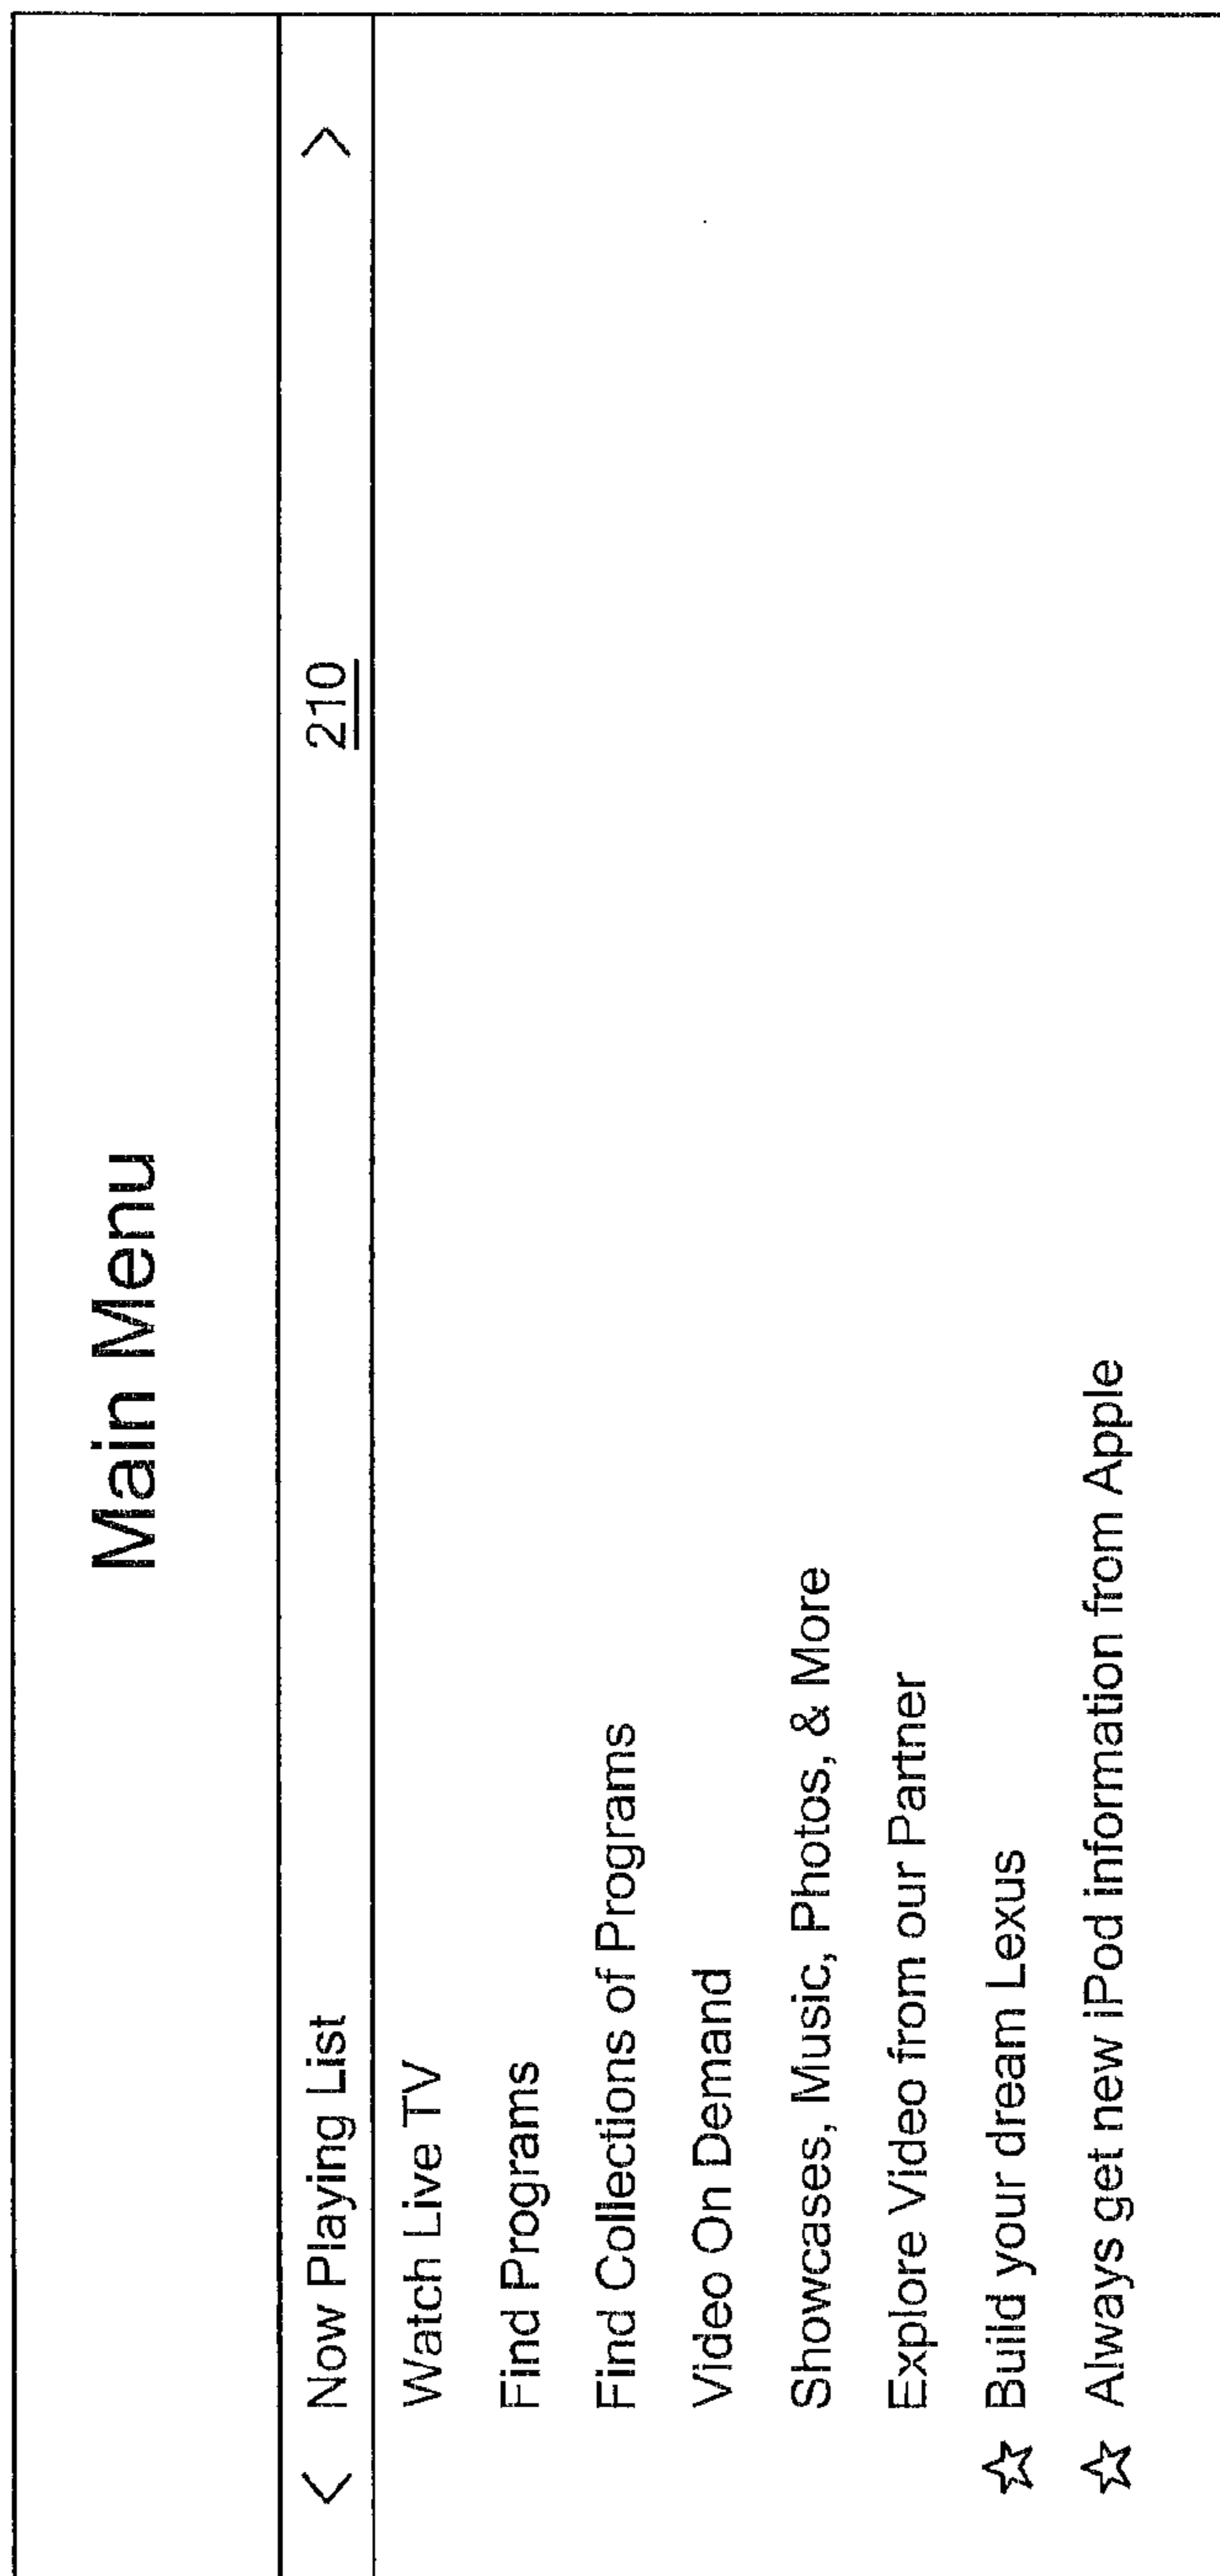 Main Menu
< Now Playing List 210 >
Watch Live TV
Find Programs
Find Collections of Programs
Video On Demand
Showcases, Music, Photos, & More
Explore Video from our Partner
☆ Build your dream Lexus
☆ Always get new iPod information from Apple